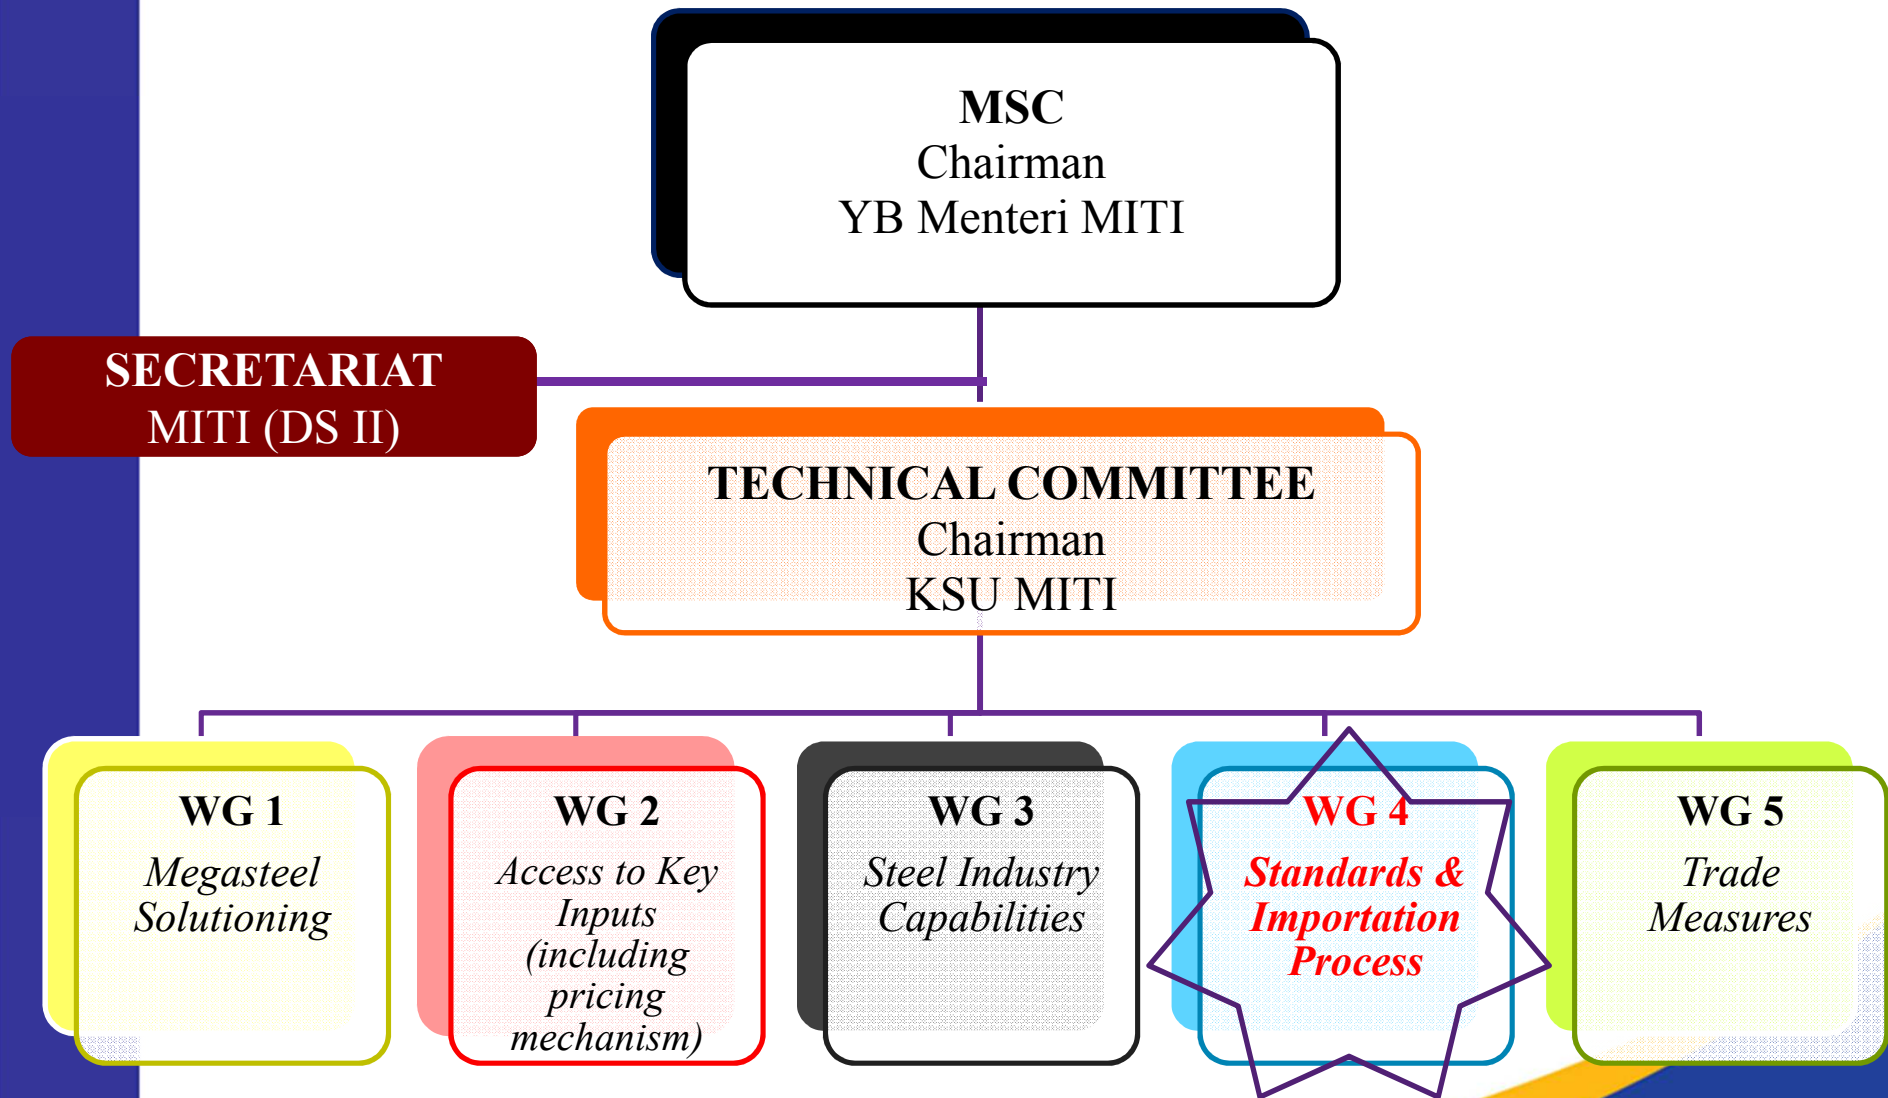 MSC
Chairman
YB Menteri MITI
SECRETARIAT
MITI (DS II)
TECHNICAL COMMITTEE
Chairman
KSU MITI
WG 1
Megasteel
Solutioning
WG 2
Access to Key
Inputs
(including
pricing
mechanism)
WG 3
Steel Industry
Capabilities
WG 4
Standards &
Importation
Process
WG 5
Trade
Measures